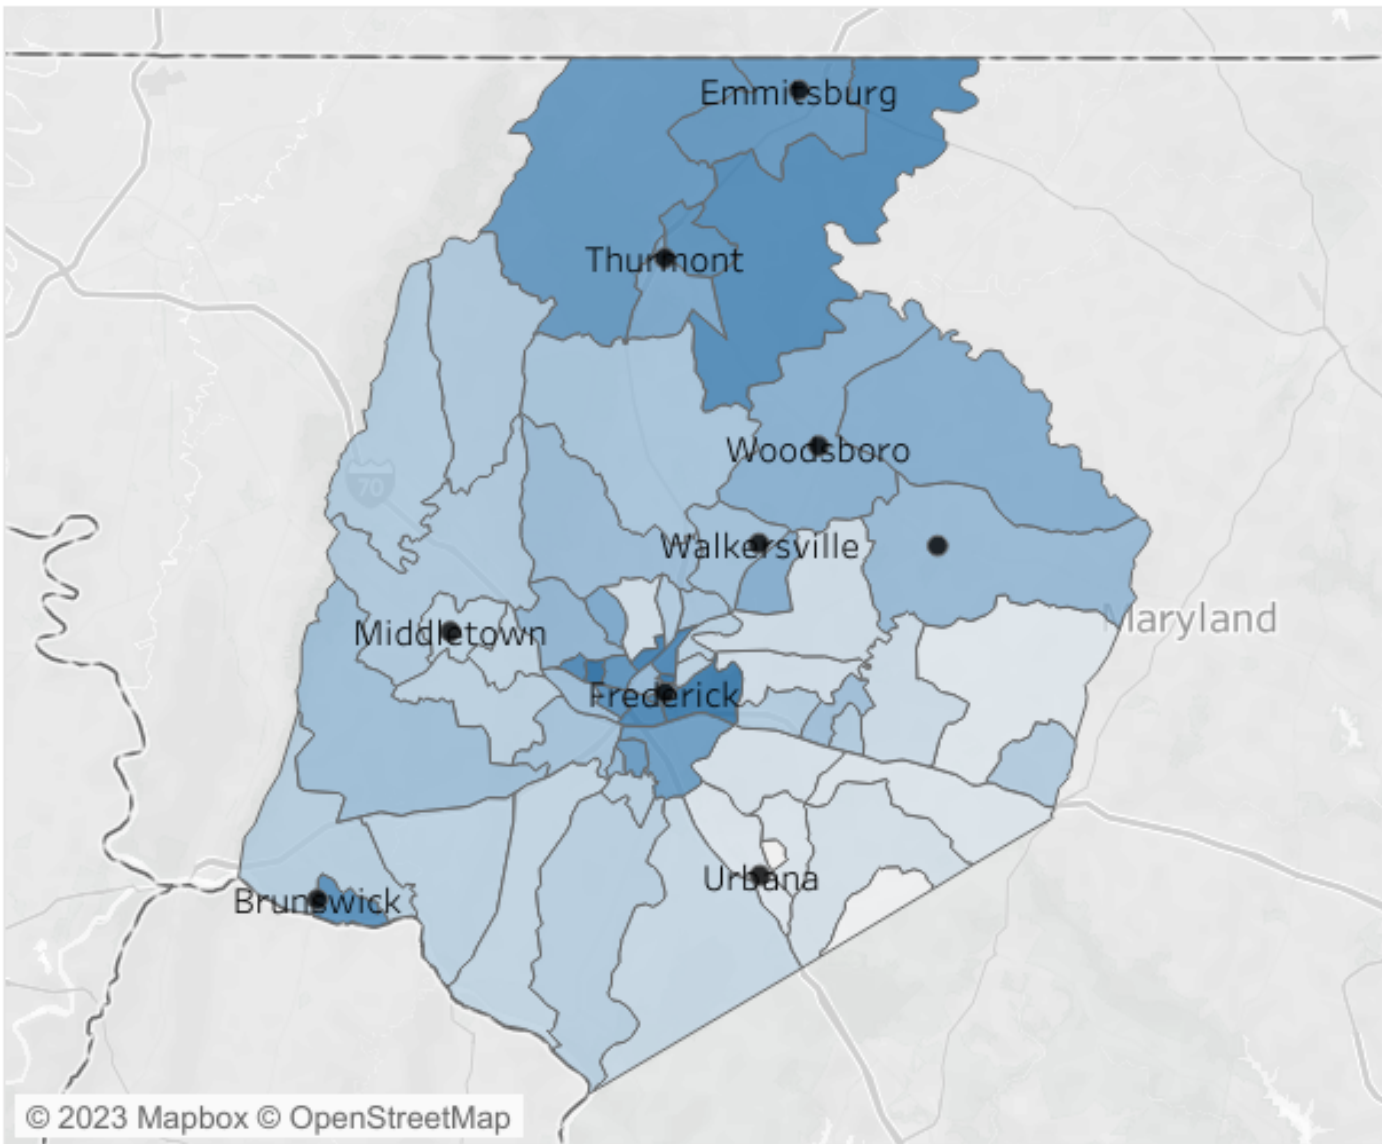 Emmitsburg
Thurmont
70
Woodsboro
Walkersville
Maryland
Middletown
Frederick
Urbana
Brunswick
© 2023 Mapbox © OpenStreetMap